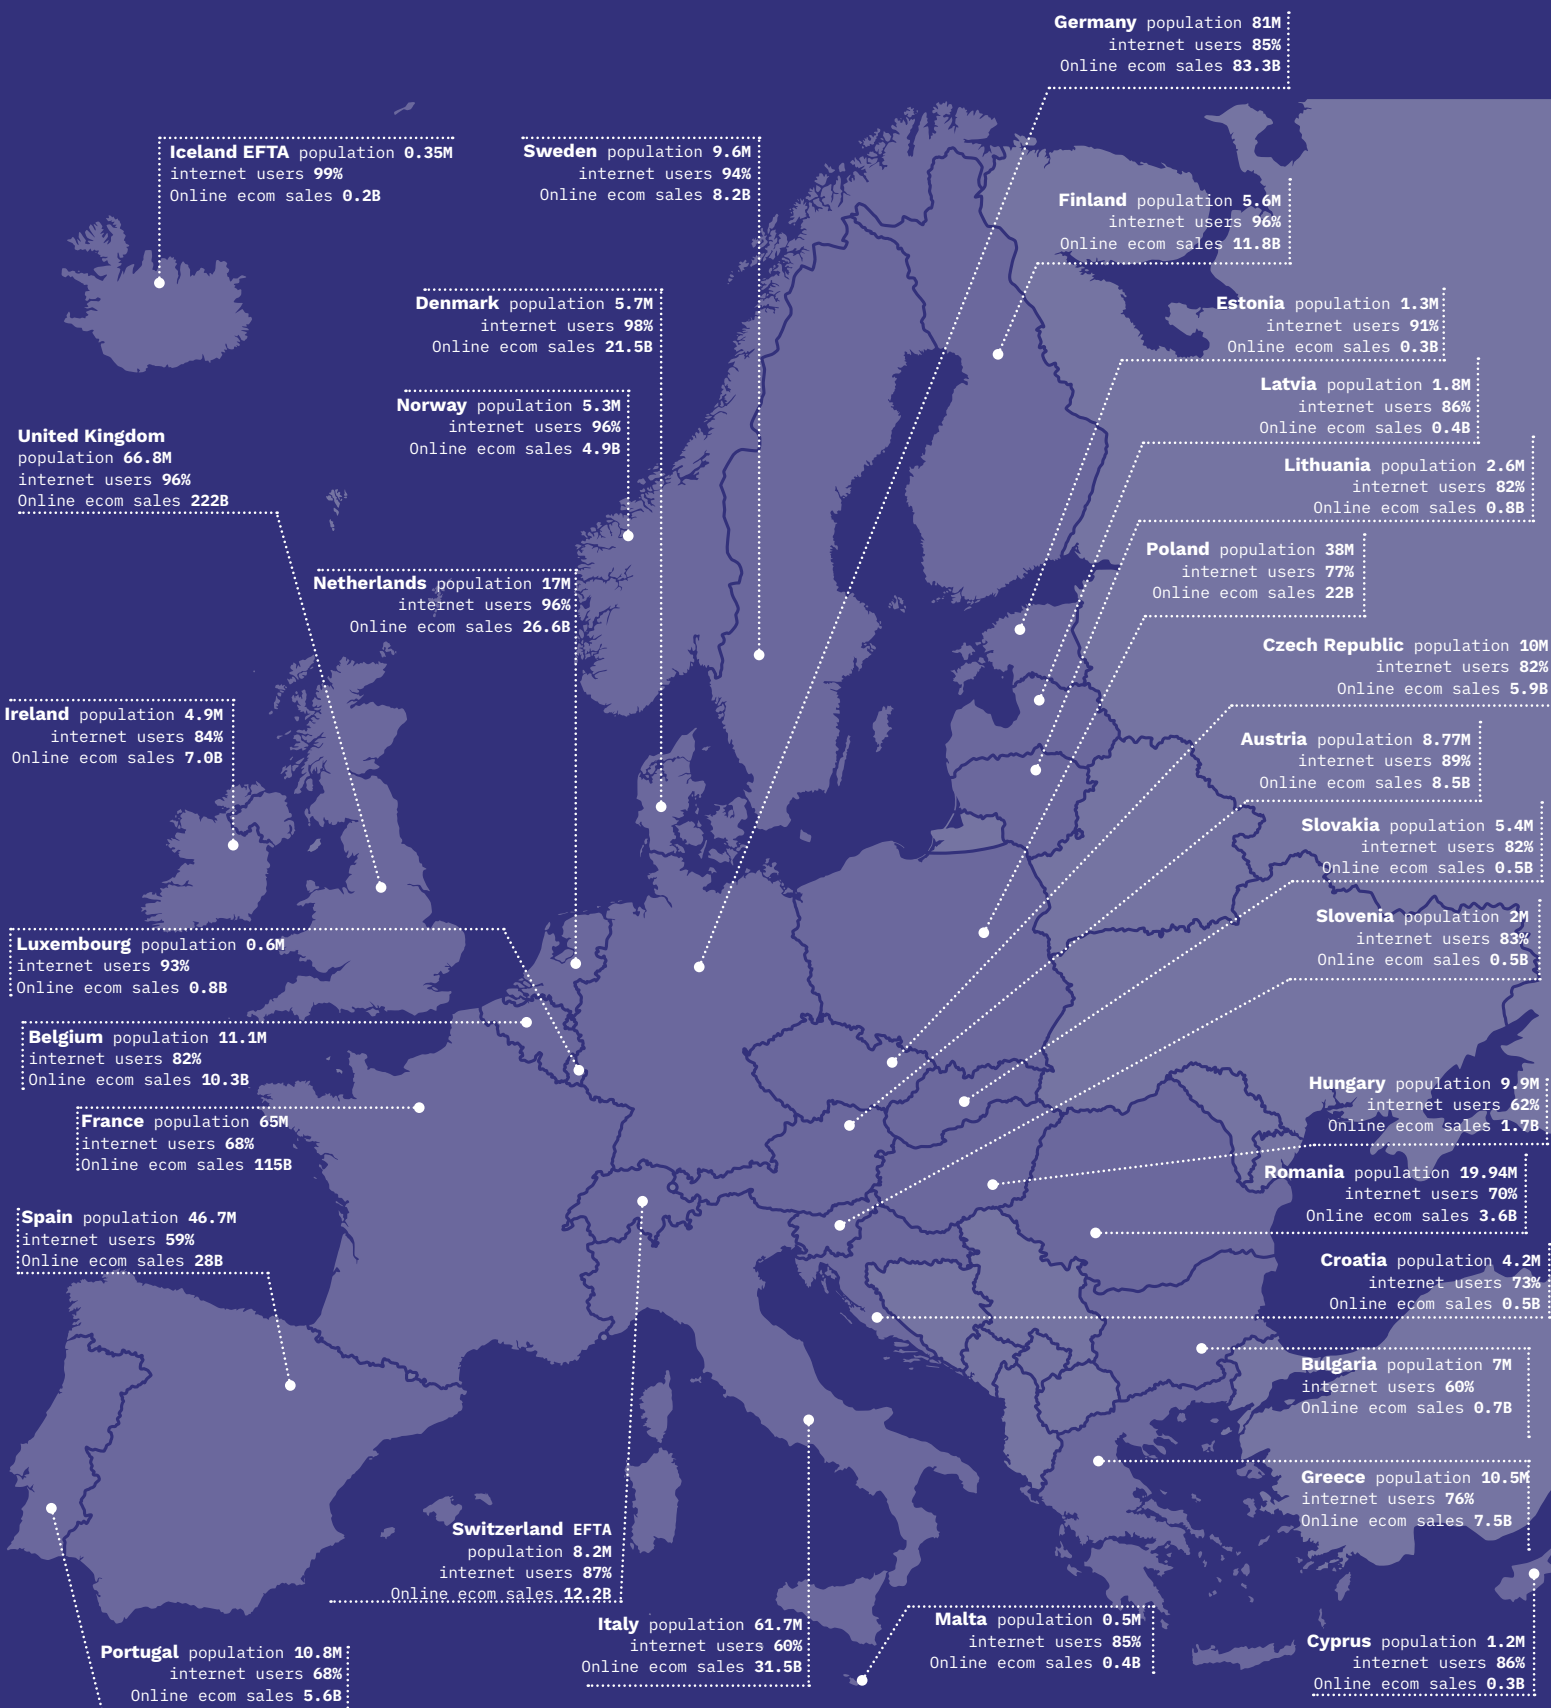 Germany population 81M
internet users 85%
Online ecom sales 83.3B
Iceland EFTA population 0.35M
internet users 99%
Online ecom sales 0.2B
Sweden population 9.6M
internet users 94%
Online ecom sales 8.2B
Finland population 5.6M
internet users 96%
Online ecom sales 11.8B
Denmark population 5.7M
internet users 98%
Online ecom sales 21.5B
Estonia population 1.3M
internet users 91%
Online ecom sales 0.3B
Norway population 5.3M
internet users 96%
Online ecom sales 4.9B
Latvia population 1.8M
internet users 86%
Online ecom sales 0.4B
United Kingdom
population 66.8M
internet users 96%
Online ecom sales 222B
Lithuania population 2.6M
internet users 82%
Online ecom sales 0.8B
Poland population 38M
internet users 77%
Online ecom sales 22B
Netherlands population 17M
internet users 96%
Online ecom sales 26.6B
Czech Republic population 10M
internet users 82%
Online ecom sales 5.9B
Ireland population 4.9M
internet users 84%
Online ecom sales 7.0B
Austria population 8.77M
internet users 89%
Online ecom sales 8.5B
Slovakia population 5.4M
internet users 82%
Online ecom sales 0.5B
Slovenia population 2M
internet users 83%
Online ecom sales 0.5B
Luxembourg population 0.6M
internet users 93%
Online ecom sales 0.8B
Belgium population 11.1M
internet users 82%
Online ecom sales 10.3B
Hungary population 9.9M
internet users 62%
Online ecom sales 1.7B
France population 65M
internet users 68%
Online ecom sales 115B
Romania population 19.94M
internet users 70%
Online ecom sales 3.6B
Spain population 46.7M
internet users 59%
Online ecom sales 28B
Croatia population 4.2M
internet users 73%
Online ecom sales 0.5B
Bulgaria population 7M
internet users 60%
Online ecom sales 0.7B
Greece population 10.5M
internet users 76%
Online ecom sales 7.5B
Switzerland EFTA
population 8.2M
internet users 87%
Online ecom sales 12.2B
Italy population 61.7M
internet users 60%
Online ecom sales 31.5B
Malta population 0.5M
internet users 85%
Online ecom sales 0.4B
Cyprus population 1.2M
internet users 86%
Online ecom sales 0.3B
Portugal population 10.8M
internet users 68%
Online ecom sales 5.6B